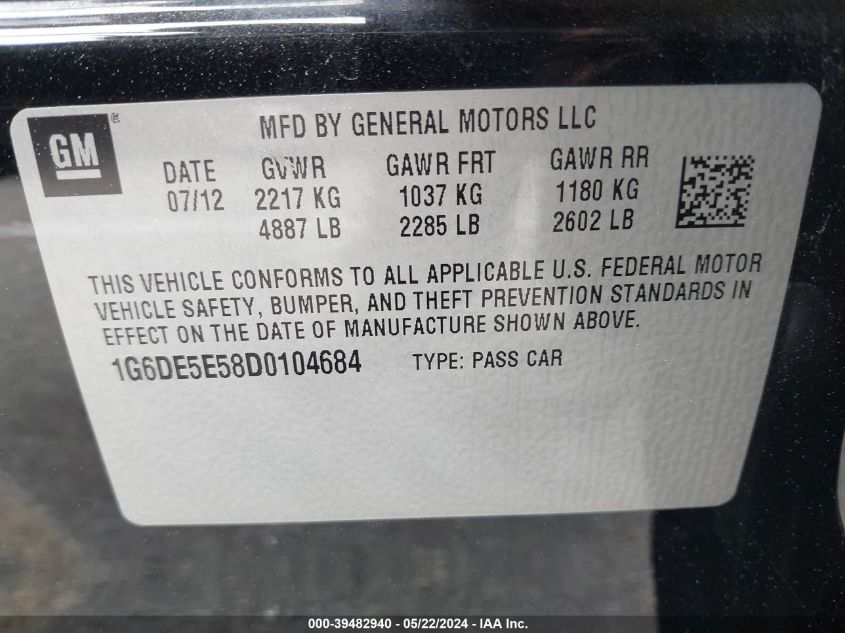 GM®
MFD BY GENERAL MOTORS LLC
DATE GVWR GAWR FRT GAWR RR
07/12 2217 KG 1037 KG 1180 KG
4887 LB 2285 LB 2602 LB
THIS VEHICLE CONFORMS TO ALL APPLICABLE U.S. FEDERAL MOTOR
VEHICLE SAFETY, BUMPER, AND THEFT PREVENTION STANDARDS IN
EFFECT ON THE DATE OF MANUFACTURE SHOWN ABOVE.
1G6DE5E58D0104684 TYPE: PASS CAR
000-39482940 - 05/22/2024 - IAA Inc.